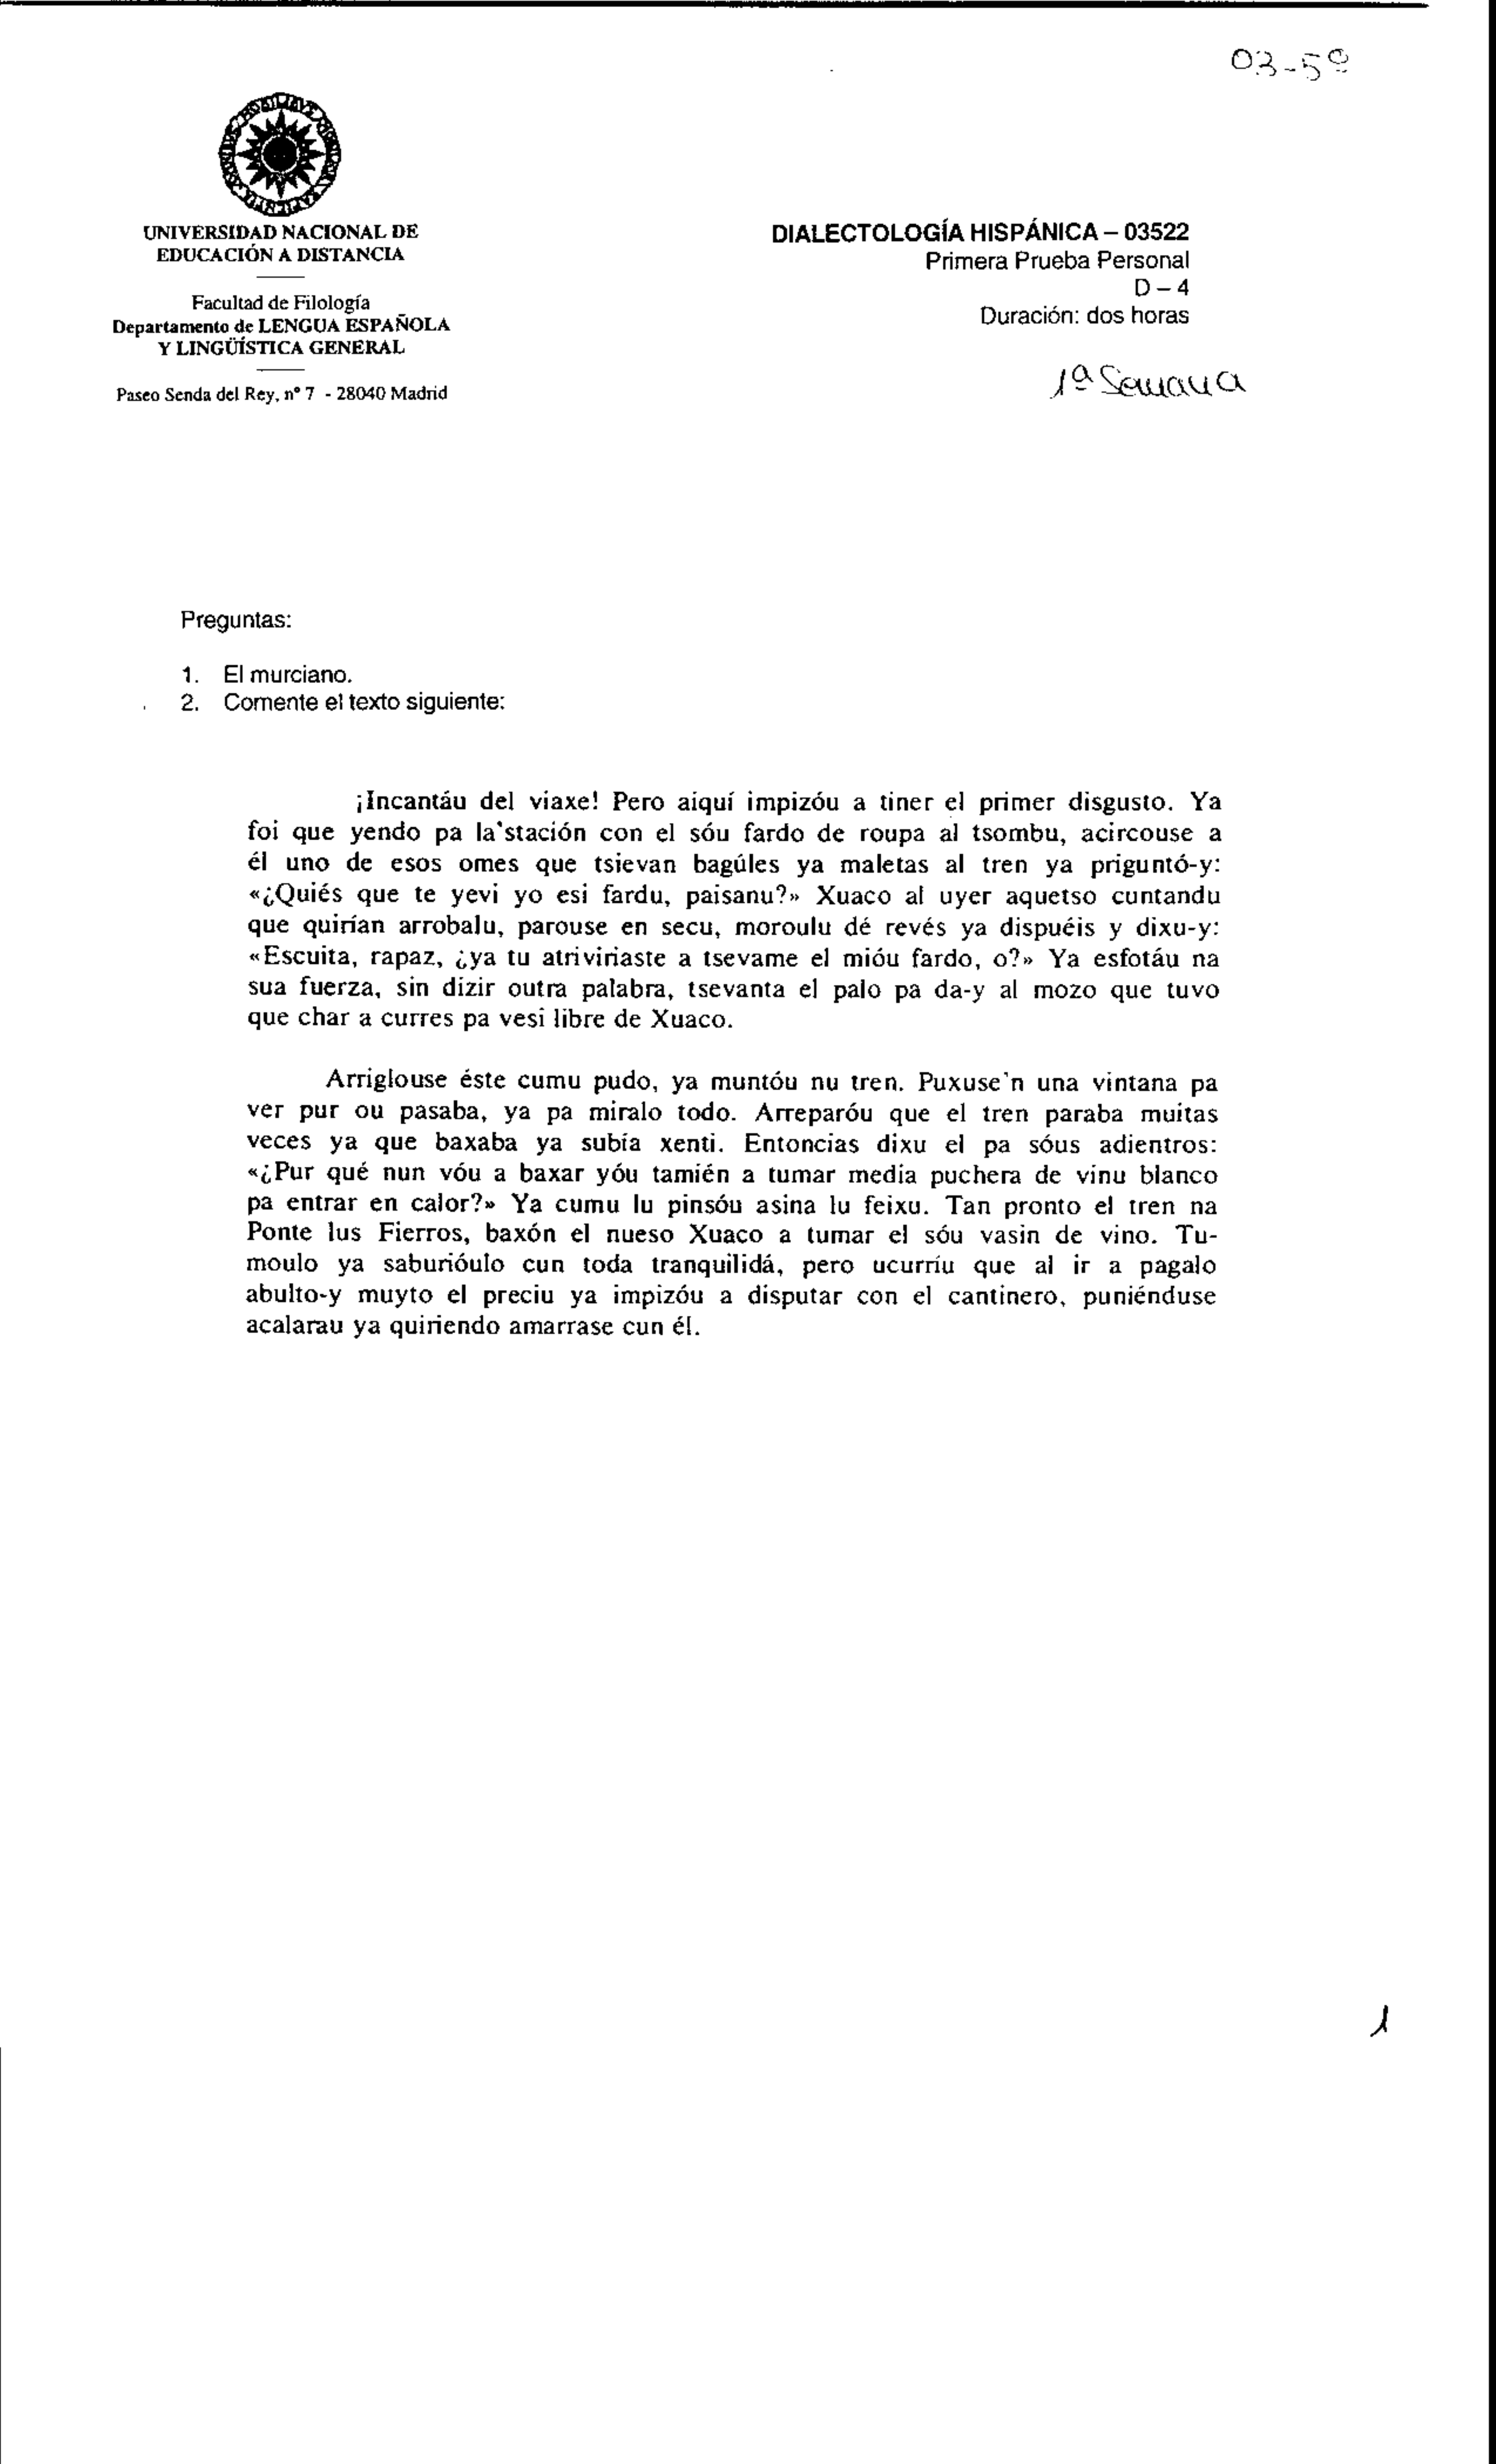 03-5º
UNIVERSIDAD NACIONAL DE
EDUCACIÓN A DISTANCIA
Facultad de Filología
Departamento de LENGUA ESPAÑOLA
Y LINGÜÍSTICA GENERAL
Paseo Senda del Rey, nº 7 - 28040 Madrid
DIALECTOLOGÍA HISPÁNICA – 03522
Primera Prueba Personal
D – 4
Duración: dos horas
1ª Semana
Preguntas:
1. El murciano.
2. Comente el texto siguiente:
¡Incantáu del viaxe! Pero aiquí impizóu a tiner el primer disgusto. Ya
foi que yendo pa la'stación con el sóu fardo de roupa al tsombu, acircouse a
él uno de esos omes que tsievan bagúles ya maletas al tren ya priguntó-y:
«¿Quiés que te yevi yo esi fardu, paisanu?» Xuaco al uyer aquetso cuntandu
que quirían arrobalu, parouse en secu, moroulu dé revés ya dispuéis y dixu-y:
«Escuita, rapaz, ¿ya tu atriviriaste a tsevame el mióu fardo, o?» Ya esfotáu na
sua fuerza, sin dízir outra palabra, tsevanta el palo pa da-y al mozo que tuvo
que char a curres pa vesi libre de Xuaco.
Arriglouse éste cumu pudo, ya muntóu nu tren. Puxuse'n una vintana pa
ver pur ou pasaba, ya pa miralo todo. Arreparóu que el tren paraba muitas
veces ya que baxaba ya subía xenti. Entoncias dixu el pa sóus adientros:
«¿Pur qué nun vóu a baxar yóu tamién a tumar media puchera de vinu blanco
pa entrar en calor?» Ya cumu lu pinsóu asina lu feixu. Tan pronto el tren na
Ponte lus Fierros, baxón el nueso Xuaco a tumar el sóu vasin de vino. Tu-
moulo ya saburióulo cun toda tranquilidá, pero ucurríu que al ir a pagalo
abulto-y muyto el preciu ya impizóu a disputar con el cantinero, puniénduse
acalarau ya quiriendo amarrase cun él.
1